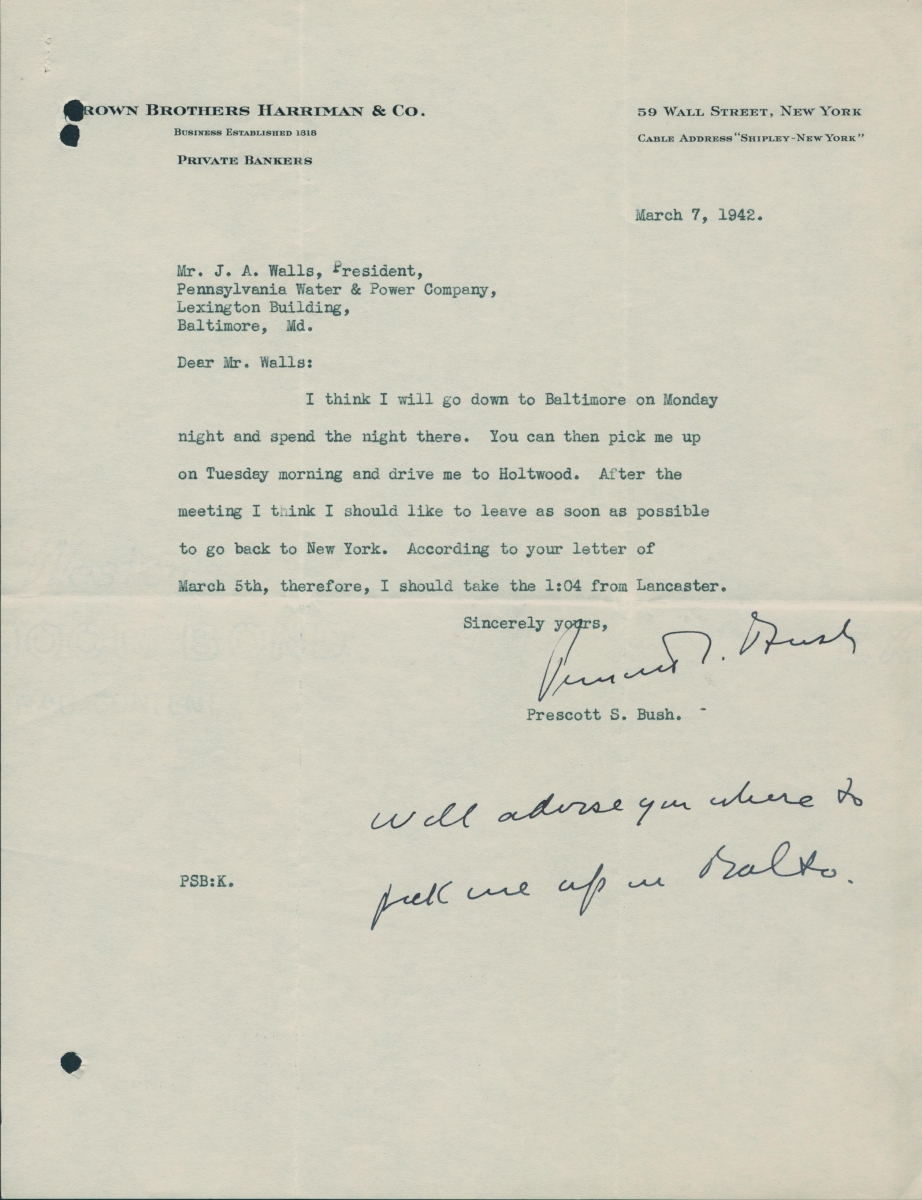 BROWN BROTHERS HARRIMAN & CO.
BUSINESS ESTABLISHED 1818
PRIVATE BANKERS
59 WALL STREET, NEW YORK
CABLE ADDRESS "SHIPLEY-NEW YORK"
March 7, 1942.
Mr. J. A. Walls, President,
Pennsylvania Water & Power Company,
Lexington Building,
Baltimore, Md.
Dear Mr. Walls:
I think I will go down to Baltimore on Monday
night and spend the night there. You can then pick me up
on Tuesday morning and drive me to Holtwood. After the
meeting I think I should like to leave as soon as possible
to go back to New York. According to your letter of
March 5th, therefore, I should take the 1:04 from Lancaster.
Sincerely yours,
Prescott S. Bush
Prescott S. Bush.
Will advise you where to
pick me up in Balto.
PSB:K.